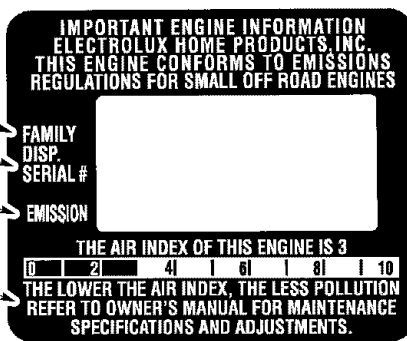 IMPORTANT ENGINE INFORMATION
ELECTROLUX HOME PRODUCTS, INC.
THIS ENGINE CONFORMS TO EMISSIONS
REGULATIONS FOR SMALL OFF ROAD ENGINES
FAMILY
DISP.
SERIAL #
EMISSION
THE AIR INDEX OF THIS ENGINE IS 3
0 2 4 6 8 10
THE LOWER THE AIR INDEX, THE LESS POLLUTION
REFER TO OWNER'S MANUAL FOR MAINTENANCE
SPECIFICATIONS AND ADJUSTMENTS.